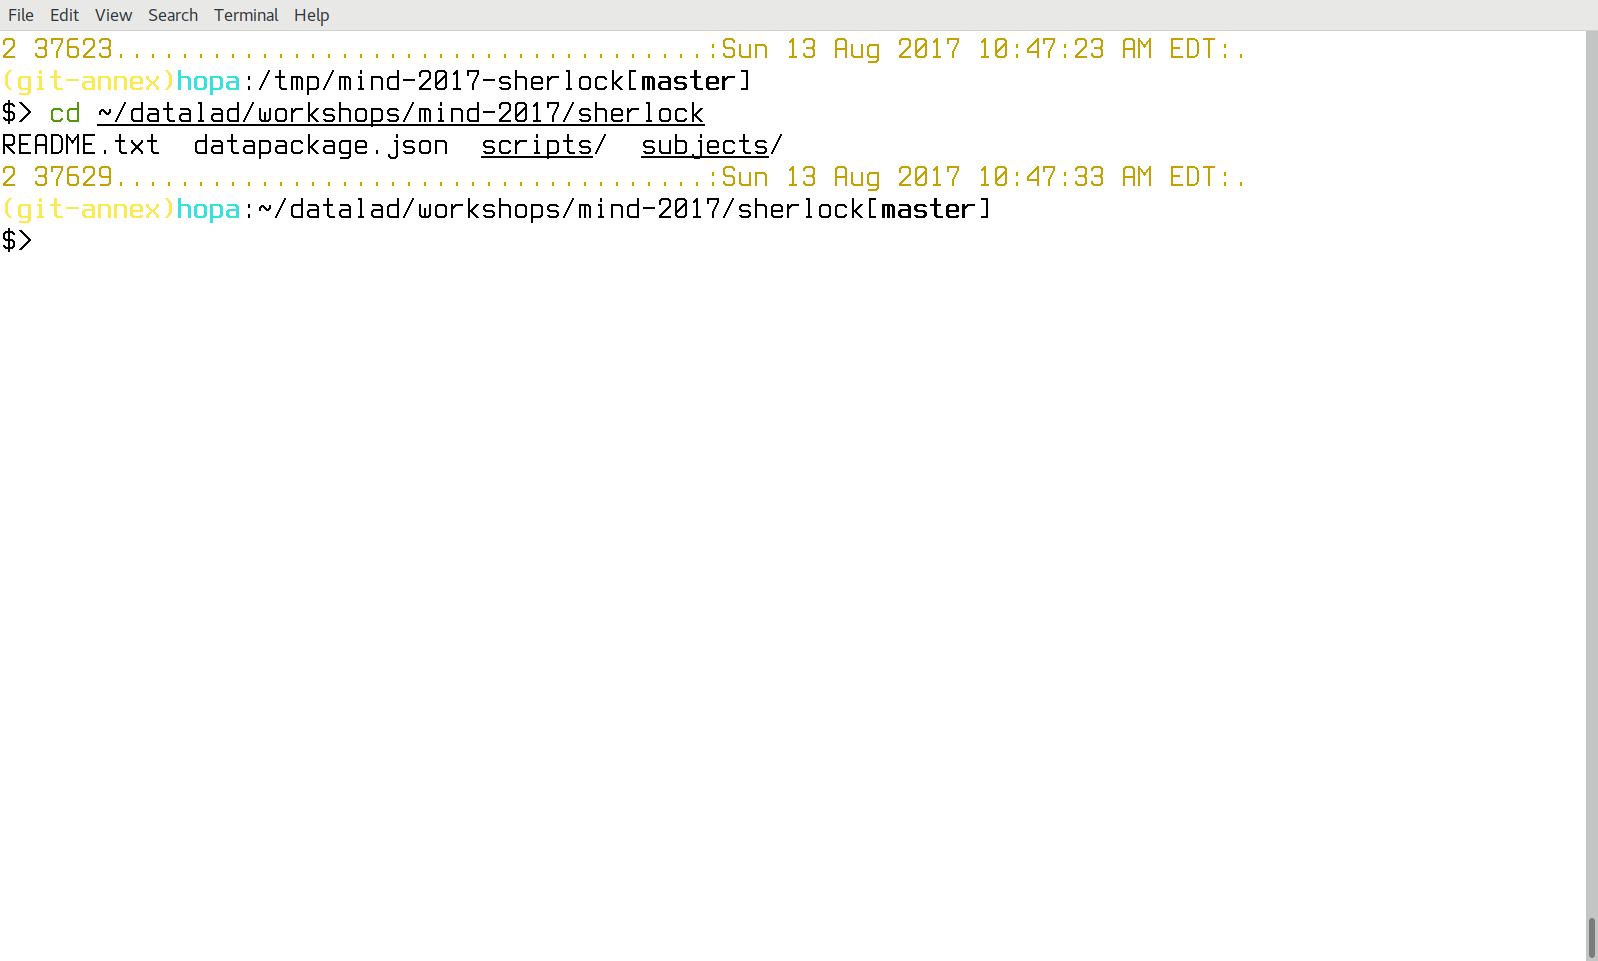 File Edit View Search Terminal Help
2 37623.....................................:Sun 13 Aug 2017 10:47:23 AM EDT:.
(git-annex)hopa:/tmp/mind-2017-sherlock[master]
$> cd ~/datalad/workshops/mind-2017/sherlock
README.txt  datapackage.json  scripts/  subjects/
2 37629.....................................:Sun 13 Aug 2017 10:47:33 AM EDT:.
(git-annex)hopa:~/datalad/workshops/mind-2017/sherlock[master]
$>